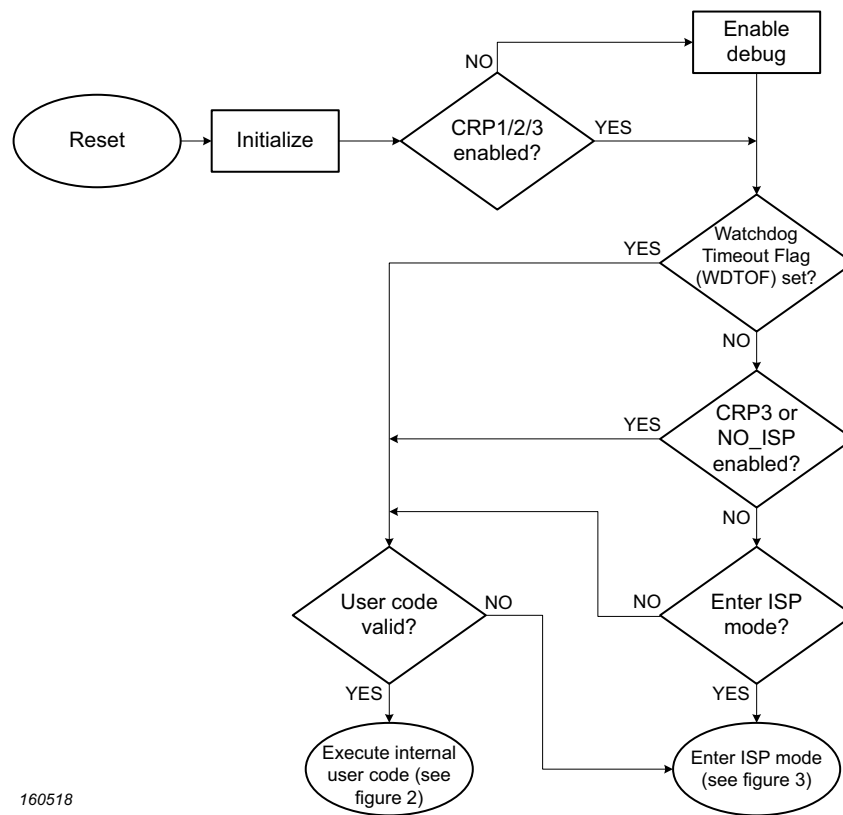 Enable
debug
NO
Reset
Initialize
CRP1/2/3
enabled?
YES
Watchdog
Timeout Flag
(WDTOF) set?
YES
NO
CRP3 or
NO_ISP
enabled?
YES
NO
User code
valid?
NO
NO
Enter ISP
mode?
YES
YES
Execute internal
user code (see
figure 2)
Enter ISP mode
(see figure 3)
160518